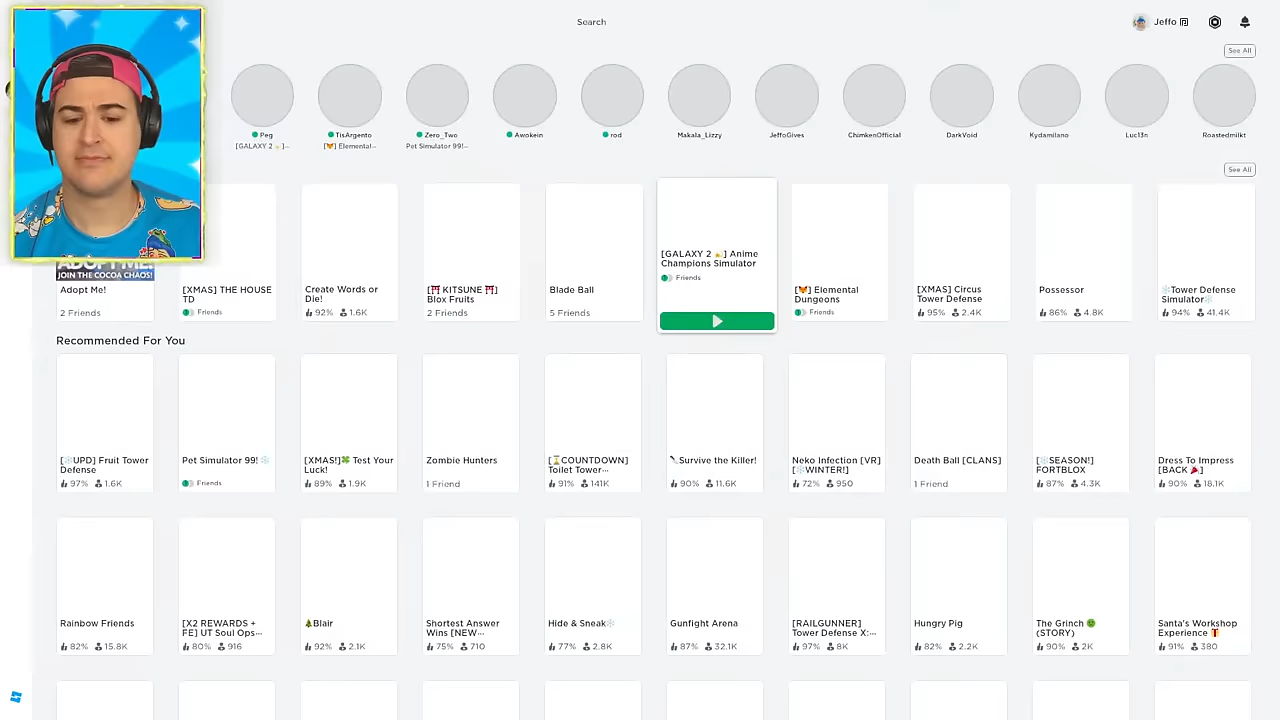 Search
Jeffo
See All
Peg
[GALAXY 2 ]...
TisArgento
[🦊] Elemental...
Zero_Two
Pet Simulator 99!...
Awokein
rod
Makala_Lizzy
JeffoGives
ChimkenOfficial
DarkVoid
Kydamilano
Luc13n
Roastedmilkt
See All
ADOPT ME!
JOIN THE COCOA CHAOS!
Adopt Me!
2 Friends
[XMAS] THE HOUSE
TD
Friends
Create Words or
Die!
92% 1.6K
[⛩️ KITSUNE ⛩️]
Blox Fruits
2 Friends
Blade Ball
5 Friends
[GALAXY 2 ] Anime
Champions Simulator
Friends
[🦊] Elemental
Dungeons
Friends
[XMAS] Circus
Tower Defense
95% 2.4K
Possessor
86% 4.8K
❄️Tower Defense
Simulator❄️
94% 41.4K
Recommended For You
[❄️UPD] Fruit Tower
Defense
97% 1.6K
Pet Simulator 99! ❄️
Friends
[XMAS!]🍀 Test Your
Luck!
89% 1.9K
Zombie Hunters
1 Friend
[⌛COUNTDOWN]
Toilet Tower...
91% 141K
🔪Survive the Killer!
90% 11.6K
Neko Infection [VR]
[❄️WINTER!]
72% 950
Death Ball [CLANS]
1 Friend
[❄️SEASON!]
FORTBLOX
87% 4.3K
Dress To Impress
[BACK 🎉]
90% 18.1K
Rainbow Friends
82% 15.8K
[X2 REWARDS +
FE] UT Soul Ops...
80% 916
🎄Blair
92% 2.1K
Shortest Answer
Wins [NEW...
75% 710
Hide & Sneak❄️
77% 2.8K
Gunfight Arena
87% 32.1K
[RAILGUNNER]
Tower Defense X:...
97% 8K
Hungry Pig
82% 2.2K
The Grinch 🟢
(STORY)
90% 2K
Santa's Workshop
Experience 🎁
91% 380